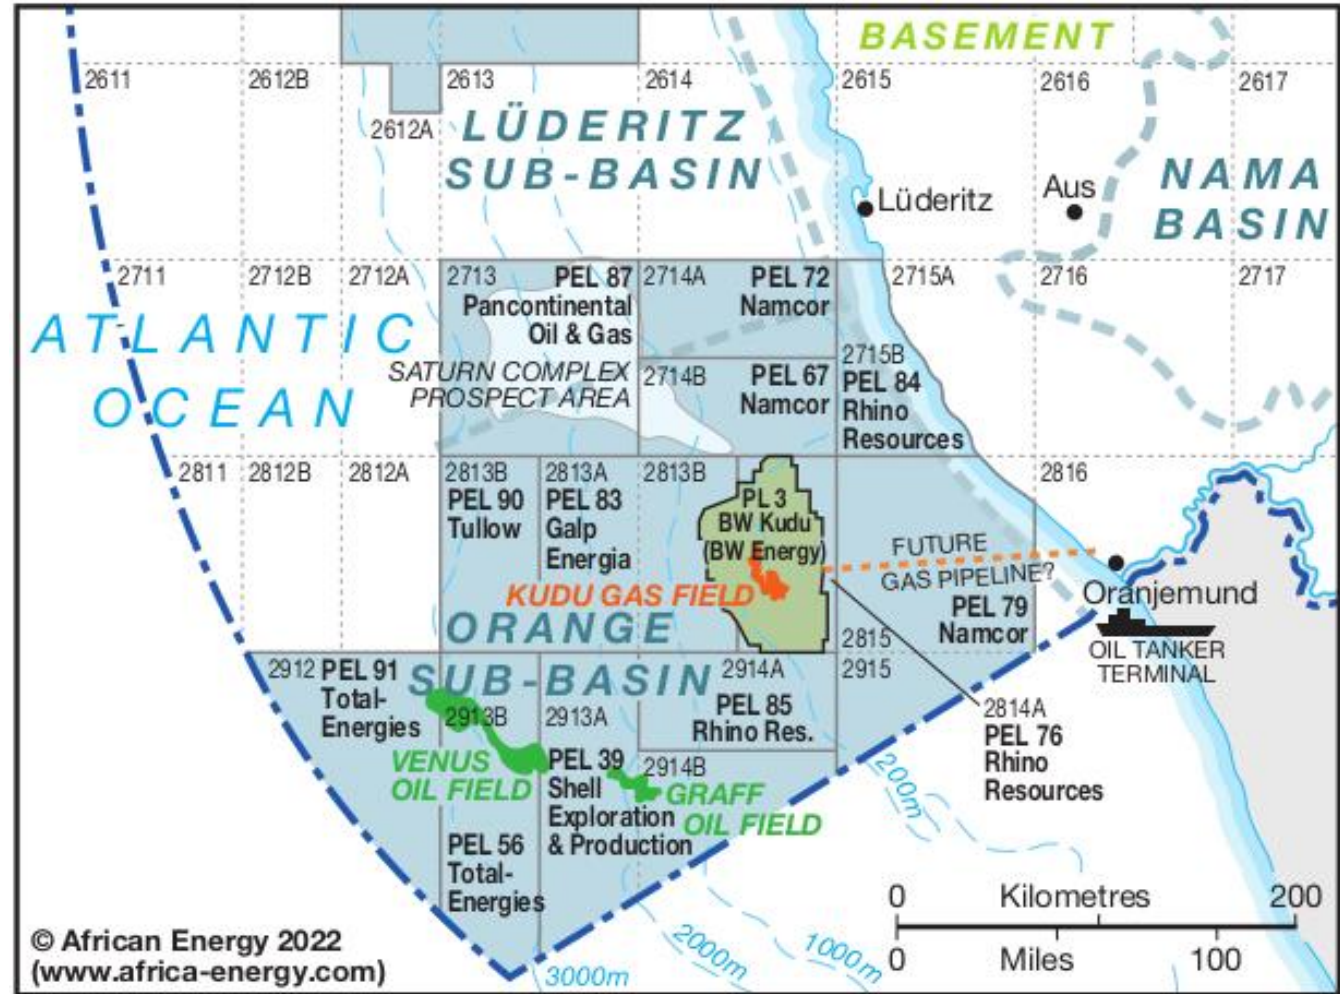 BASEMENT
2611
2612B
2613
2614
2615
2616
2617
2612A
LÜDERITZ
SUB-BASIN
Lüderitz
Aus
NAMA
BASIN
2711
2712B
2712A
2713
PEL 87
Pancontinental
Oil & Gas
2714A
PEL 72
Namcor
2715A
2716
2717
ATLANTIC
OCEAN
SATURN COMPLEX
PROSPECT AREA
2714B
PEL 67
Namcor
2715B
PEL 84
Rhino
Resources
2811
2812B
2812A
2813B
PEL 90
Tullow
2813A
PEL 83
Galp
Energia
2813B
PL 3
BW Kudu
(BW Energy)
2816
FUTURE
GAS PIPELINE?
KUDU GAS FIELD
PEL 79
Namcor
2815
Oranjemund
OIL TANKER
TERMINAL
ORANGE
SUB-BASIN
2912
PEL 91
Total-
Energies
2913B
2913A
2914A
PEL 85
Rhino Res.
2915
2814A
PEL 76
Rhino
Resources
VENUS
OIL FIELD
PEL 39
Shell
Exploration
& Production
2914B
GRAFF
OIL FIELD
200m
PEL 56
Total-
Energies
0 Kilometres 200
0 Miles 100
2000m
1000m
3000m
© African Energy 2022
(www.africa-energy.com)